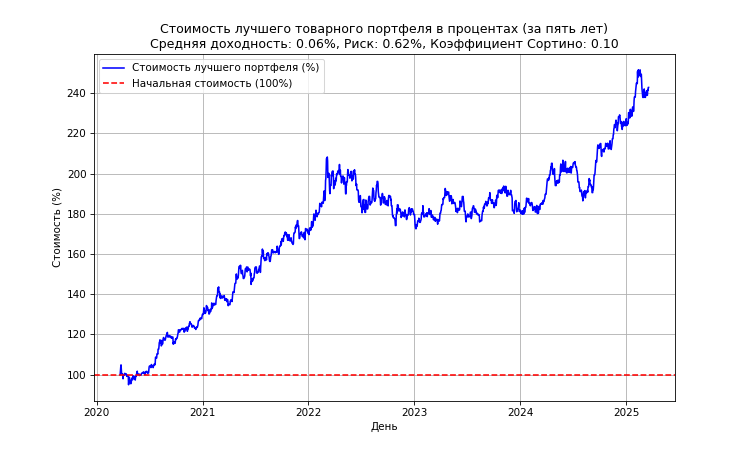 Стоимость лучшего товарного портфеля в процентах (за пять лет)
Средняя доходность: 0.06%, Риск: 0.62%, Коэффициент Сортино: 0.10
Стоимость лучшего портфеля (%)
Начальная стоимость (100%)
Стоимость (%)
240
220
200
180
160
140
120
100
2020 2021 2022 2023 2024 2025
День